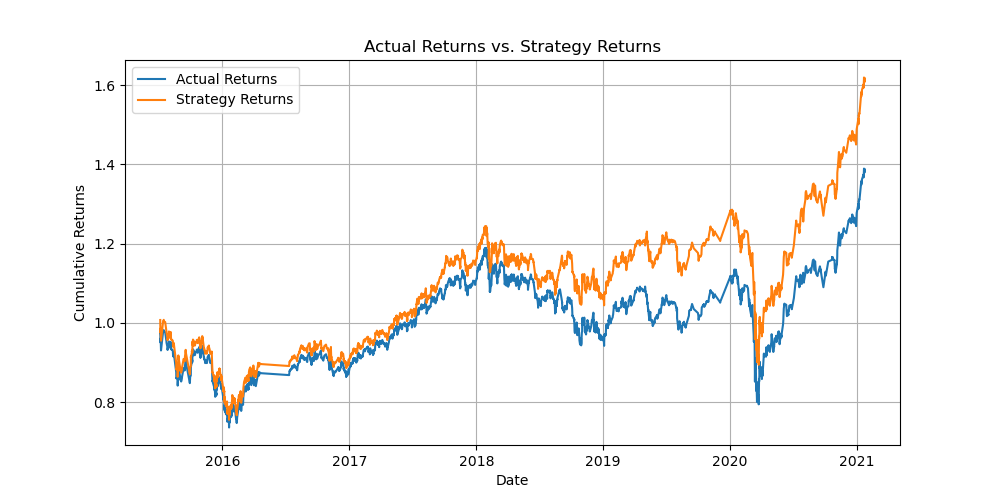 Actual Returns vs. Strategy Returns
Actual Returns
Strategy Returns
Cumulative Returns
1.6
1.4
1.2
1.0
0.8
2016 2017 2018 2019 2020 2021
Date